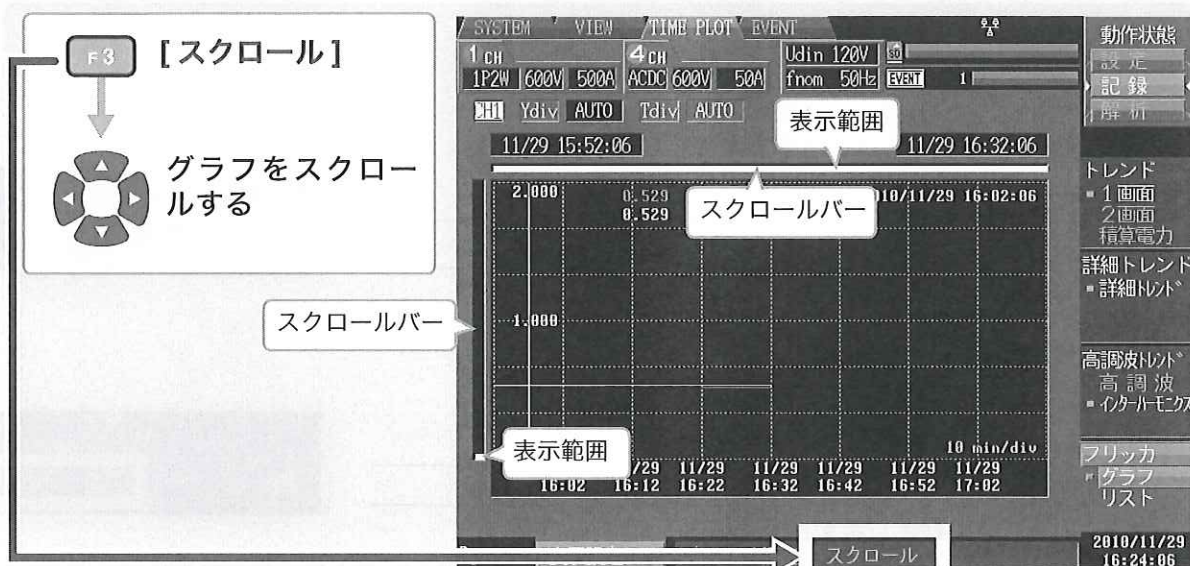 F3 [スクロール]
グラフをスクロー
ルする
SYSTEM VIEW TIME PLOT EVENT
1 CH 4 CH Udin 120V SD
1P2W 600V 500A ACDC 600V 50A fnom 50Hz EVENT 1
CH1 Ydiv AUTO Tdiv AUTO
表示範囲
11/29 15:52:06 11/29 16:32:06
スクロールバー
2.000 0.529 16:02:06
0.529
スクロールバー
1.000
表示範囲
10 min/div
/29 11/29 11/29 11/29 11/29 11/29
16:02 16:12 16:22 16:32 16:42 16:52 17:02
スクロール
動作状態
設定
記録
解析
トレンド
1画面
2画面
積算電力
詳細トレンド
詳細トレンド
高調波トレンド
高調波
インターハーモニクス
フリッカ
グラフ
リスト
2010/11/29
16:24:06